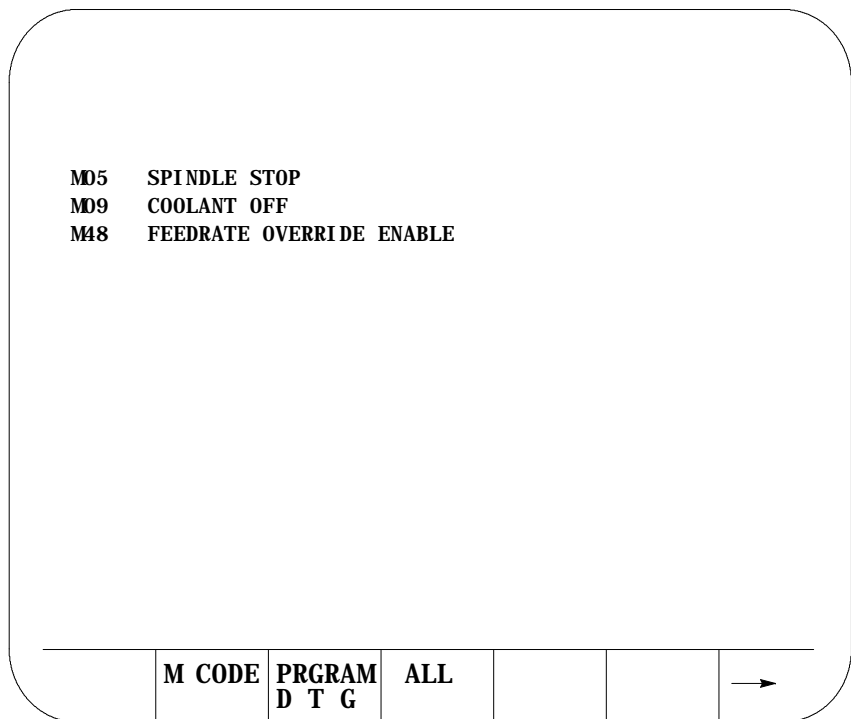 M05 SPINDLE STOP
M09 COOLANT OFF
M48 FEEDRATE OVERRIDE ENABLE
M CODE PRGRAM ALL
D T G